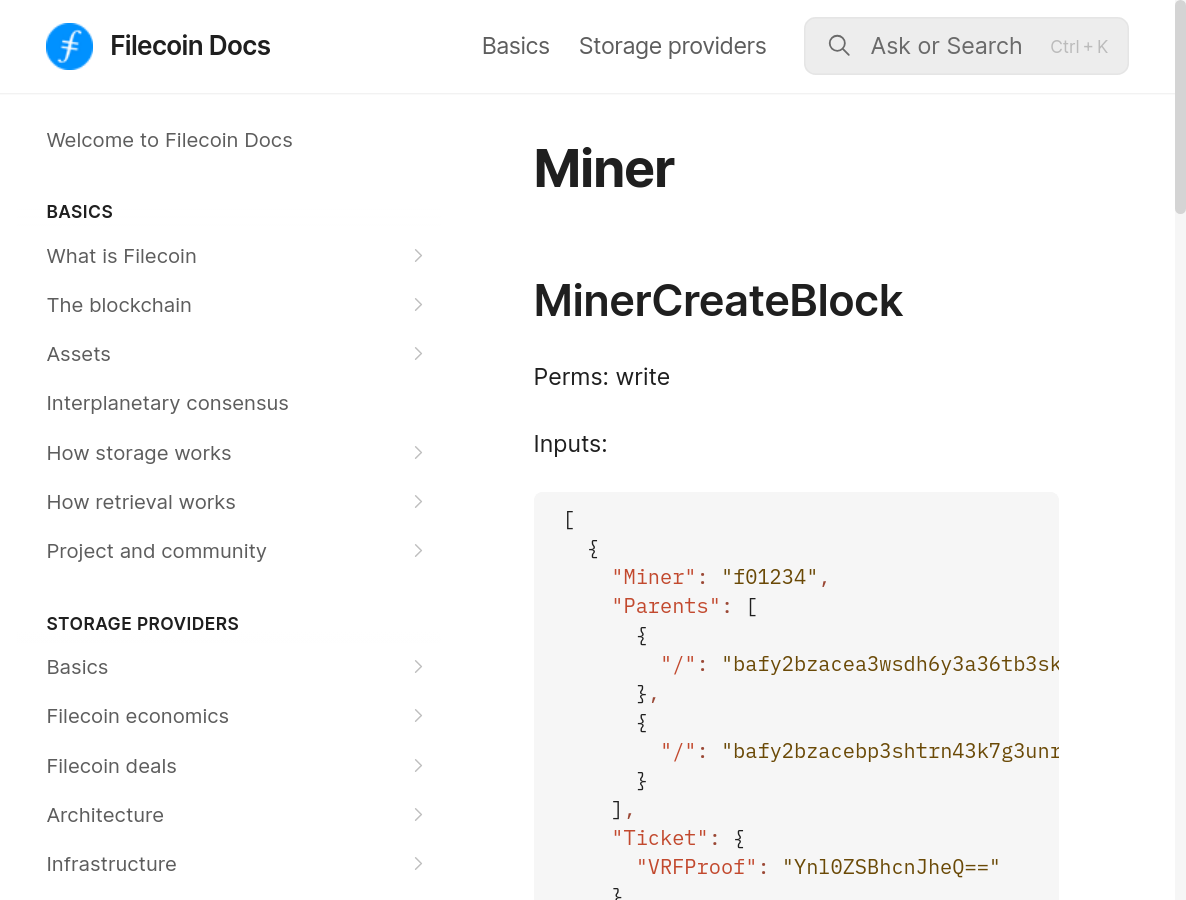 Filecoin Docs
Basics
Storage providers
Ask or Search
Ctrl + K
Welcome to Filecoin Docs
BASICS
What is Filecoin
The blockchain
Assets
Interplanetary consensus
How storage works
How retrieval works
Project and community
STORAGE PROVIDERS
Basics
Filecoin economics
Filecoin deals
Architecture
Infrastructure
Miner
MinerCreateBlock
Perms: write
Inputs:
[
{
"Miner": "f01234",
"Parents": [
{
"/": "bafy2bzacea3wsdh6y3a36tb3sk
},
{
"/": "bafy2bzacebp3shtrn43k7g3unr
}
],
"Ticket": {
"VRFProof": "Ynl0ZSBhcnJheQ=="
}